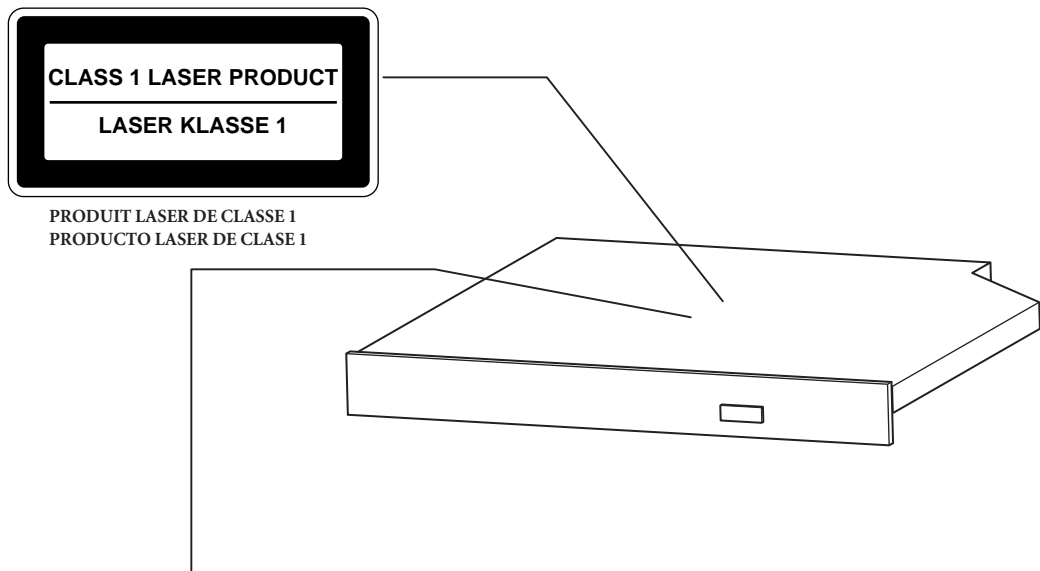 CLASS 1 LASER PRODUCT
LASER KLASSE 1
PRODUIT LASER DE CLASSE 1
PRODUCTO LASER DE CLASE 1